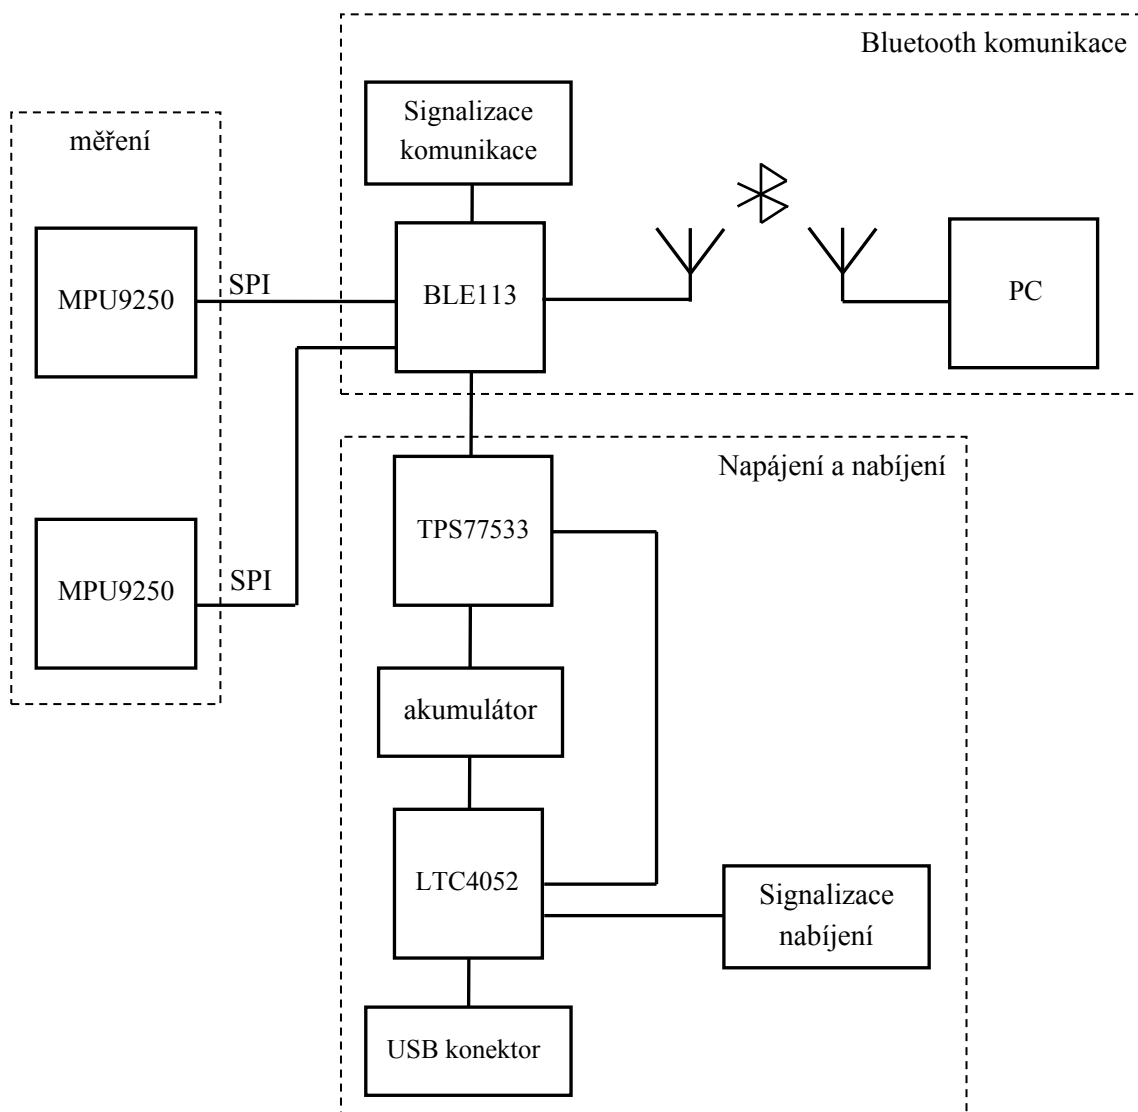 Bluetooth komunikace
Signalizace
komunikace
měření
MPU9250
SPI
BLE113
PC
Napájení a nabíjení
TPS77533
MPU9250
SPI
akumulátor
LTC4052
Signalizace
nabíjení
USB konektor